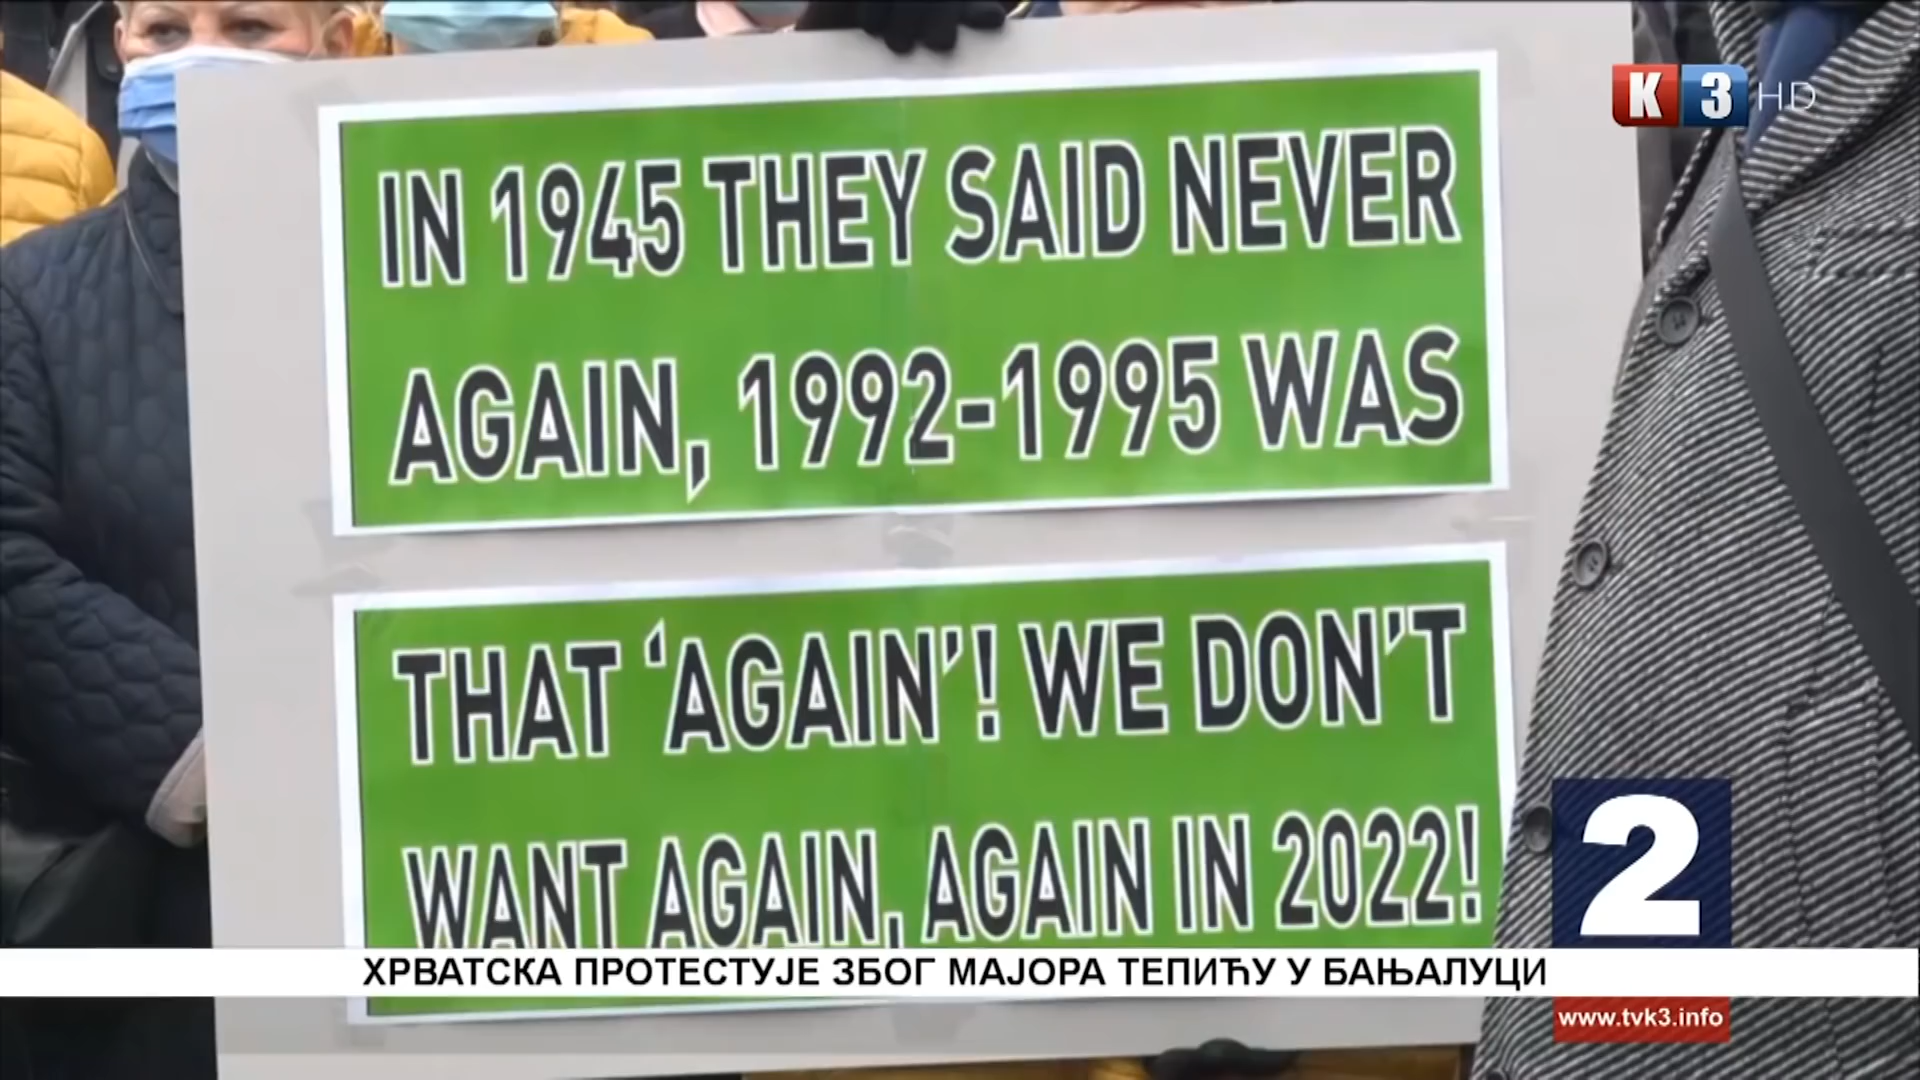 K3 HD
IN 1945 THEY SAID NEVER
AGAIN, 1992-1995 WAS
THAT ‘AGAIN’! WE DON’T
WANT AGAIN, AGAIN IN 2022!
2
ХРВАТСКА ПРОТЕСТУЈЕ ЗБОГ МАЈОРА ТЕПИЋУ У БАЊАЛУЦИ
www.tvk3.info